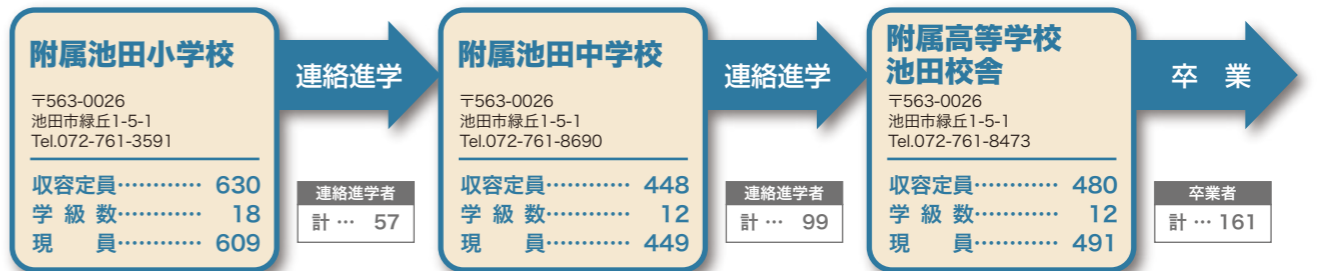 附属池田小学校
〒563-0026
池田市緑丘1-5-1
Tel.072-761-3591
収容定員………… 630
学 級 数………… 18
現　　員………… 609
連絡進学
連絡進学者
計 … 57
附属池田中学校
〒563-0026
池田市緑丘1-5-1
Tel.072-761-8690
収容定員………… 448
学 級 数………… 12
現　　員………… 449
連絡進学
連絡進学者
計 … 99
附属高等学校
池田校舎
〒563-0026
池田市緑丘1-5-1
Tel.072-761-8473
収容定員………… 480
学 級 数………… 12
現　　員………… 491
卒　業
卒業者
計 … 161